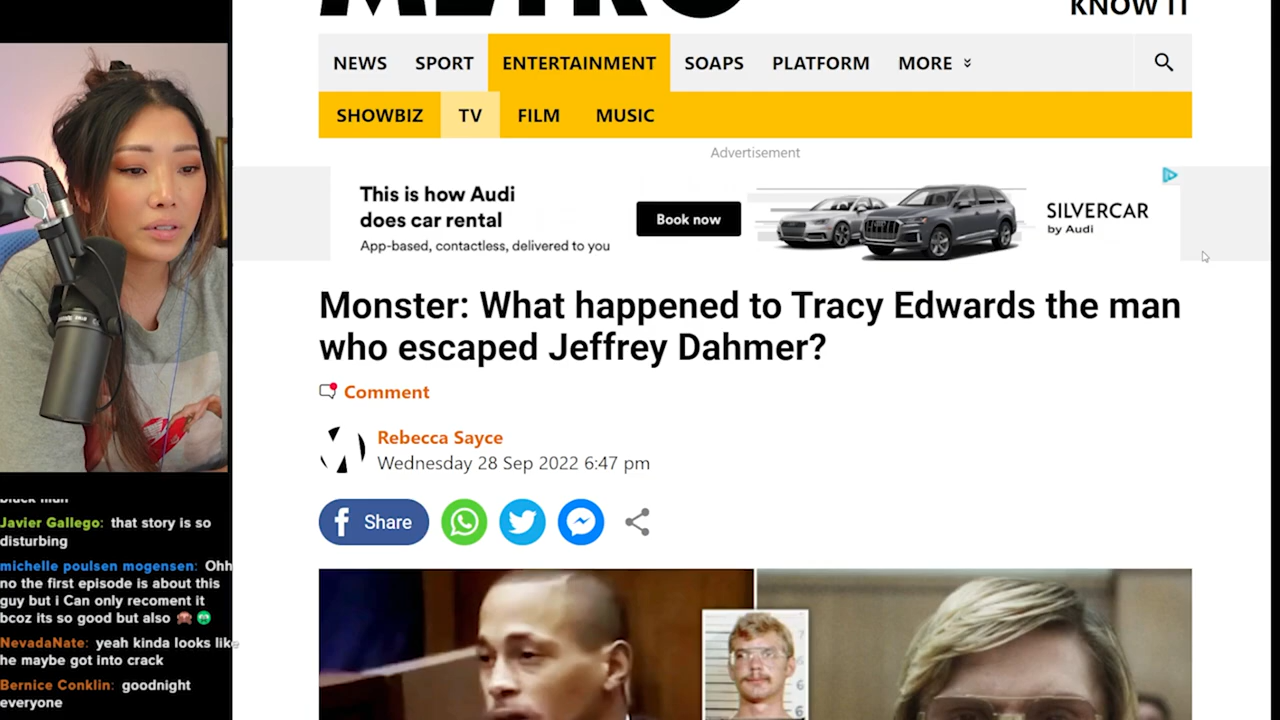 METRO
KNOW IT
NEWS SPORT ENTERTAINMENT SOAPS PLATFORM MORE
SHOWBIZ TV FILM MUSIC
Advertisement
This is how Audi
does car rental
App-based, contactless, delivered to you
Book now
SILVERCAR
by Audi
Monster: What happened to Tracy Edwards the man
who escaped Jeffrey Dahmer?
Comment
Rebecca Sayce
Wednesday 28 Sep 2022 6:47 pm
Share
black man
Javier Gallego: that story is so
disturbing
michelle poulsen mogensen: Ohh
no the first episode is about this
guy but i Can only recoment it
bcoz its so good but also
NevadaNate: yeah kinda looks like
he maybe got into crack
Bernice Conklin: goodnight
everyone